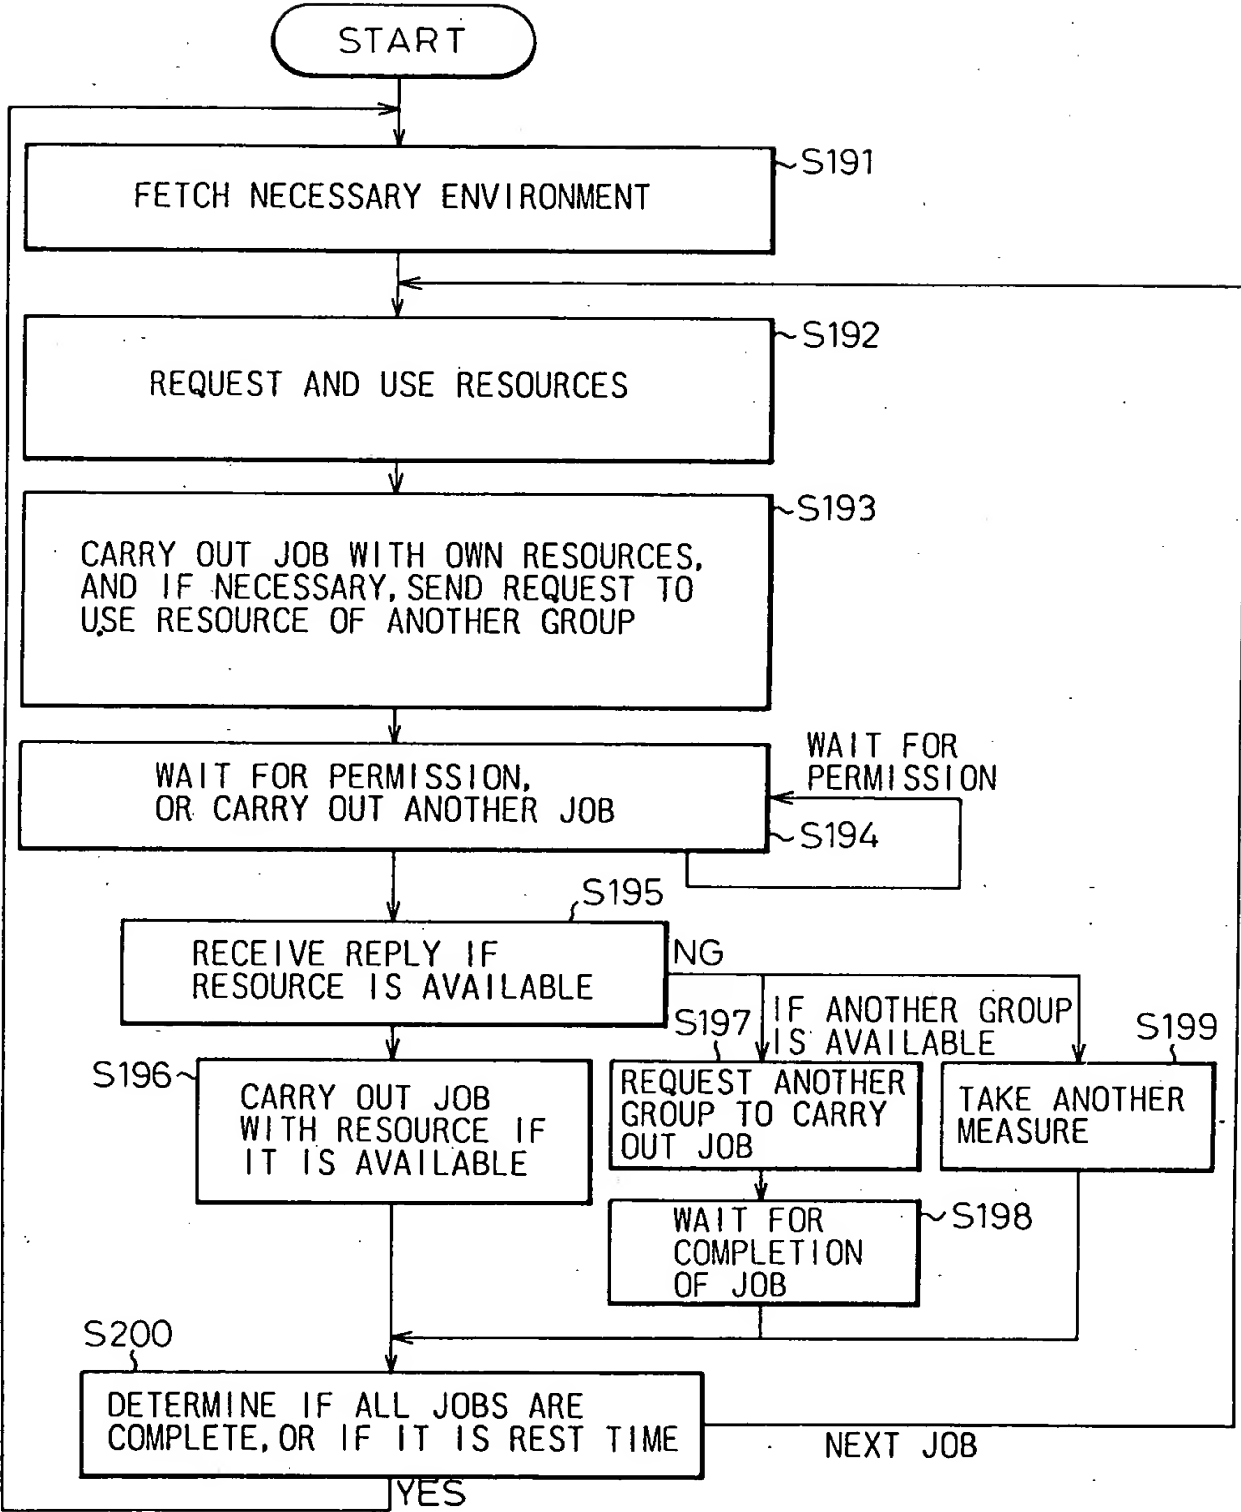 START
S191
FETCH NECESSARY ENVIRONMENT
S192
REQUEST AND USE RESOURCES
S193
CARRY OUT JOB WITH OWN RESOURCES,
AND IF NECESSARY, SEND REQUEST TO
USE RESOURCE OF ANOTHER GROUP
WAIT FOR PERMISSION,
OR CARRY OUT ANOTHER JOB
WAIT FOR
PERMISSION
S194
S195
RECEIVE REPLY IF
RESOURCE IS AVAILABLE
NG
IF ANOTHER GROUP
IS AVAILABLE
S196
CARRY OUT JOB
WITH RESOURCE IF
IT IS AVAILABLE
S197
REQUEST ANOTHER
GROUP TO CARRY
OUT JOB
S199
TAKE ANOTHER
MEASURE
S198
WAIT FOR
COMPLETION
OF JOB
S200
DETERMINE IF ALL JOBS ARE
COMPLETE, OR IF IT IS REST TIME
NEXT JOB
YES